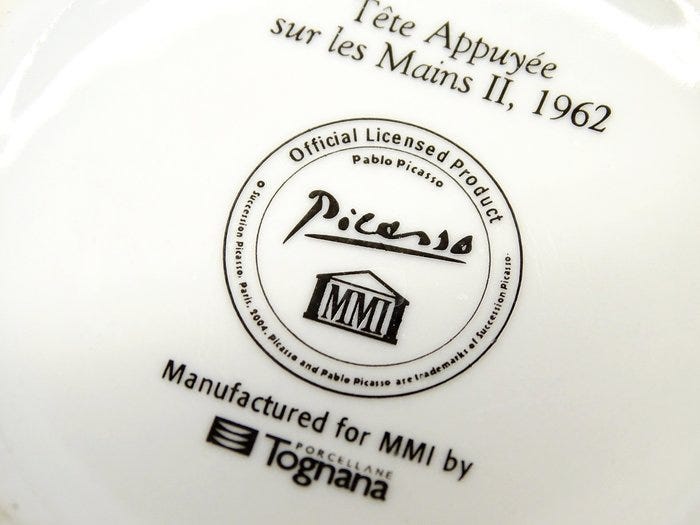 Tête Appuyée
sur les Mains II, 1962
Official Licensed Product
Pablo Picasso
Picasso
MMI
© Succession Picasso, Paris, 2004. Picasso and Pablo Picasso are trademarks of Succession Picasso.
Manufactured for MMI by
PORCELLANE
Tognana